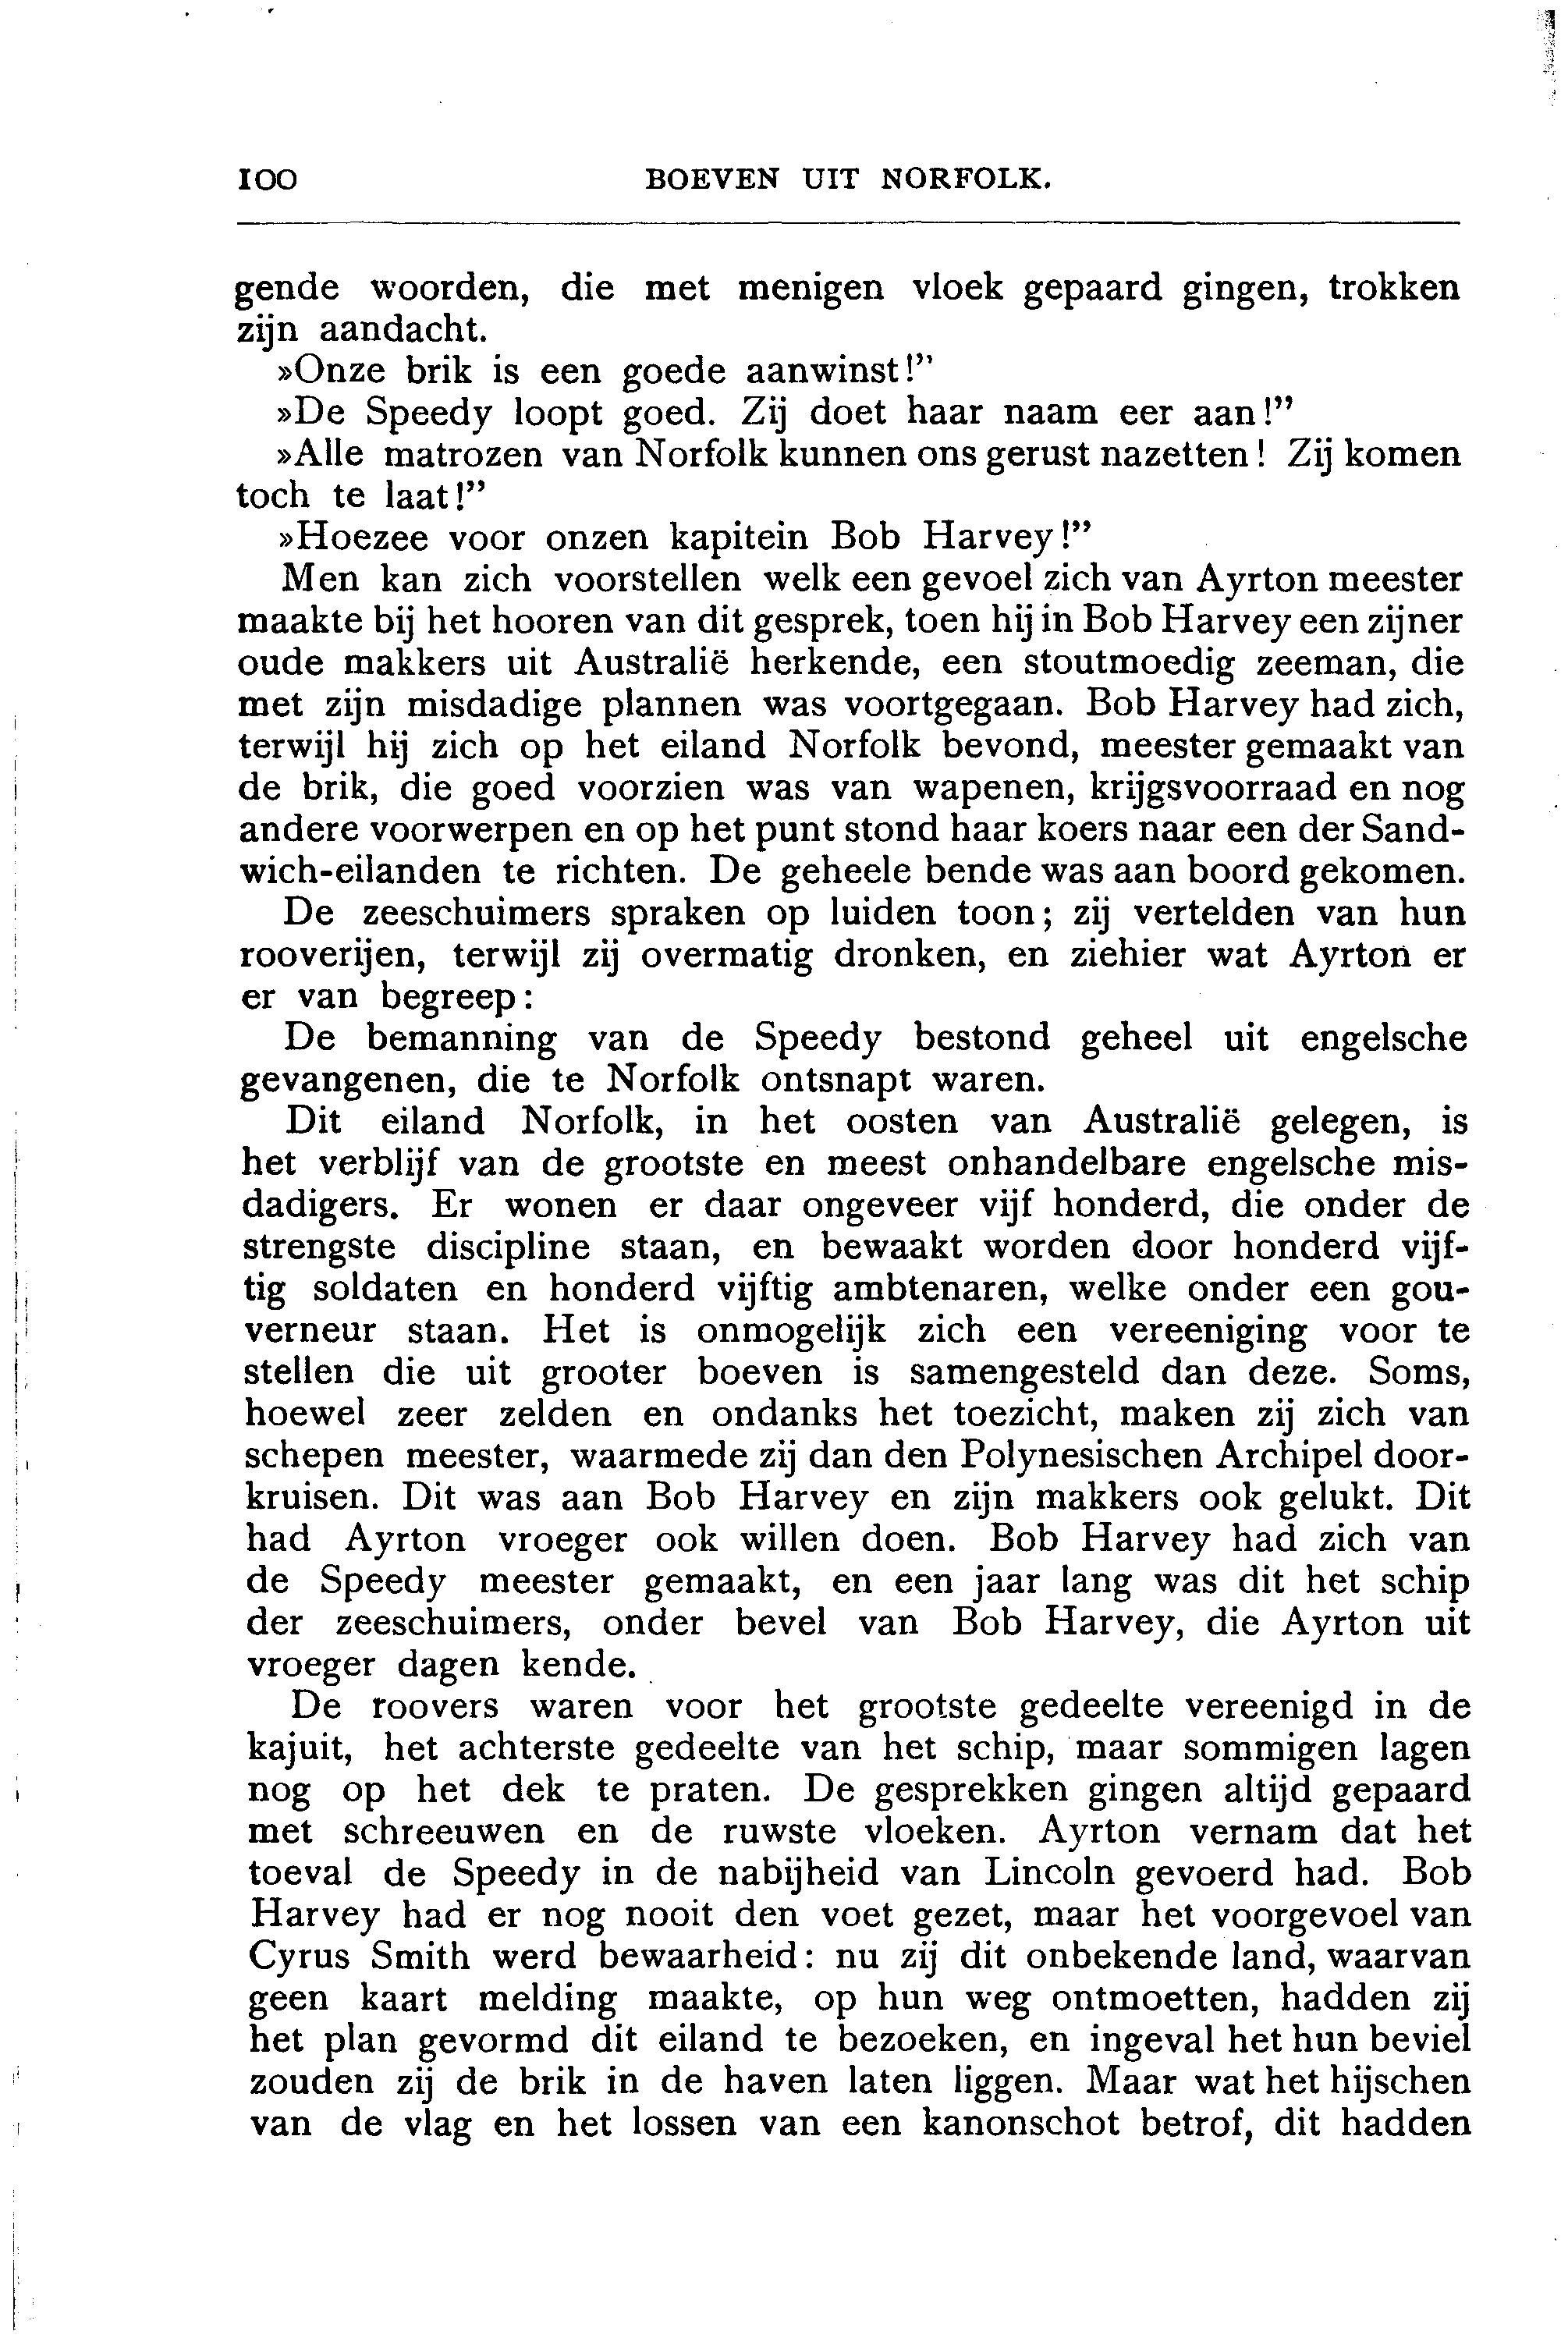 100 BOEVEN UIT NORFOLK.
gende woorden, die met menigen vloek gepaard gingen, trokken
zijn aandacht.
»Onze brik is een goede aanwinst!”
»De Speedy loopt goed. Zij doet haar naam eer aan!”
»Alle matrozen van Norfolk kunnen ons gerust nazetten! Zij komen
toch te laat!”
»Hoezee voor onzen kapitein Bob Harvey!”
Men kan zich voorstellen welk een gevoel zich van Ayrton meester
maakte bij het hooren van dit gesprek, toen hij in Bob Harvey een zijner
oude makkers uit Australië herkende, een stoutmoedig zeeman, die
met zijn misdadige plannen was voortgegaan. Bob Harvey had zich,
terwijl hij zich op het eiland Norfolk bevond, meester gemaakt van
de brik, die goed voorzien was van wapenen, krijgsvoorraad en nog
andere voorwerpen en op het punt stond haar koers naar een der Sand-
wich-eilanden te richten. De geheele bende was aan boord gekomen.
De zeeschuimers spraken op luiden toon; zij vertelden van hun
rooverijen, terwijl zij overmatig dronken, en ziehier wat Ayrton er
er van begreep:
De bemanning van de Speedy bestond geheel uit engelsche
gevangenen, die te Norfolk ontsnapt waren.
Dit eiland Norfolk, in het oosten van Australië gelegen, is
het verblijf van de grootste en meest onhandelbare engelsche mis-
dadigers. Er wonen er daar ongeveer vijf honderd, die onder de
strengste discipline staan, en bewaakt worden door honderd vijf-
tig soldaten en honderd vijftig ambtenaren, welke onder een gou-
verneur staan. Het is onmogelijk zich een vereeniging voor te
stellen die uit grooter boeven is samengesteld dan deze. Soms,
hoewel zeer zelden en ondanks het toezicht, maken zij zich van
schepen meester, waarmede zij dan den Polynesischen Archipel door-
kruisen. Dit was aan Bob Harvey en zijn makkers ook gelukt. Dit
had Ayrton vroeger ook willen doen. Bob Harvey had zich van
de Speedy meester gemaakt, en een jaar lang was dit het schip
der zeeschuimers, onder bevel van Bob Harvey, die Ayrton uit
vroeger dagen kende.
De roovers waren voor het grootste gedeelte vereenigd in de
kajuit, het achterste gedeelte van het schip, maar sommigen lagen
nog op het dek te praten. De gesprekken gingen altijd gepaard
met schreeuwen en de ruwste vloeken. Ayrton vernam dat het
toeval de Speedy in de nabijheid van Lincoln gevoerd had. Bob
Harvey had er nog nooit den voet gezet, maar het voorgevoel van
Cyrus Smith werd bewaarheid: nu zij dit onbekende land, waarvan
geen kaart melding maakte, op hun weg ontmoetten, hadden zij
het plan gevormd dit eiland te bezoeken, en ingeval het hun beviel
zouden zij de brik in de haven laten liggen. Maar wat het hijschen
van de vlag en het lossen van een kanonschot betrof, dit hadden